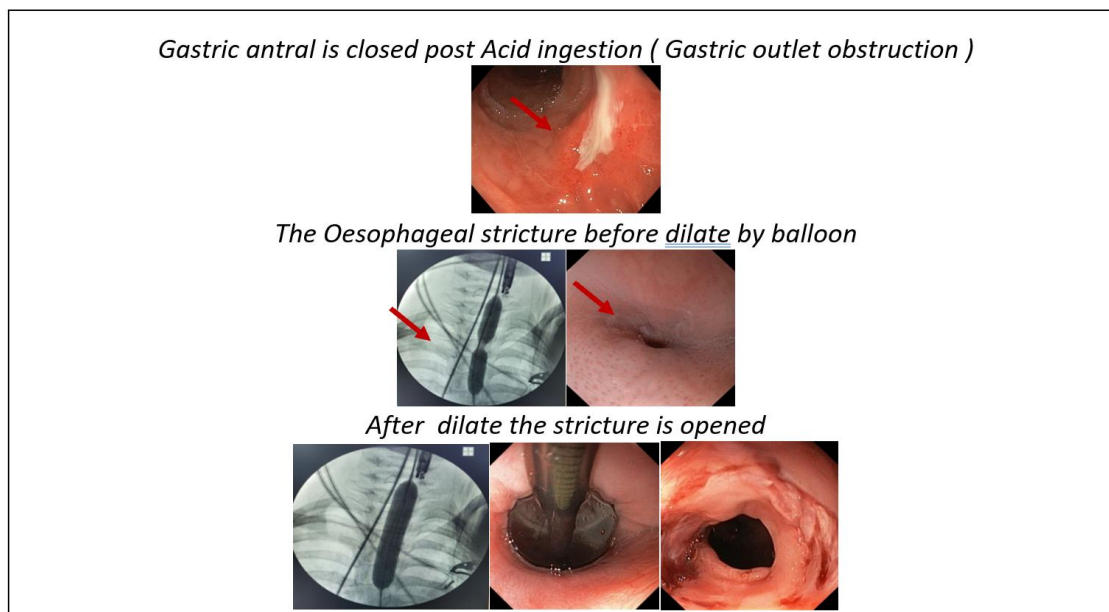 Gastric antral is closed post Acid ingestion ( Gastric outlet obstruction )
The Oesophageal stricture before dilate by balloon
After  dilate the stricture is opened